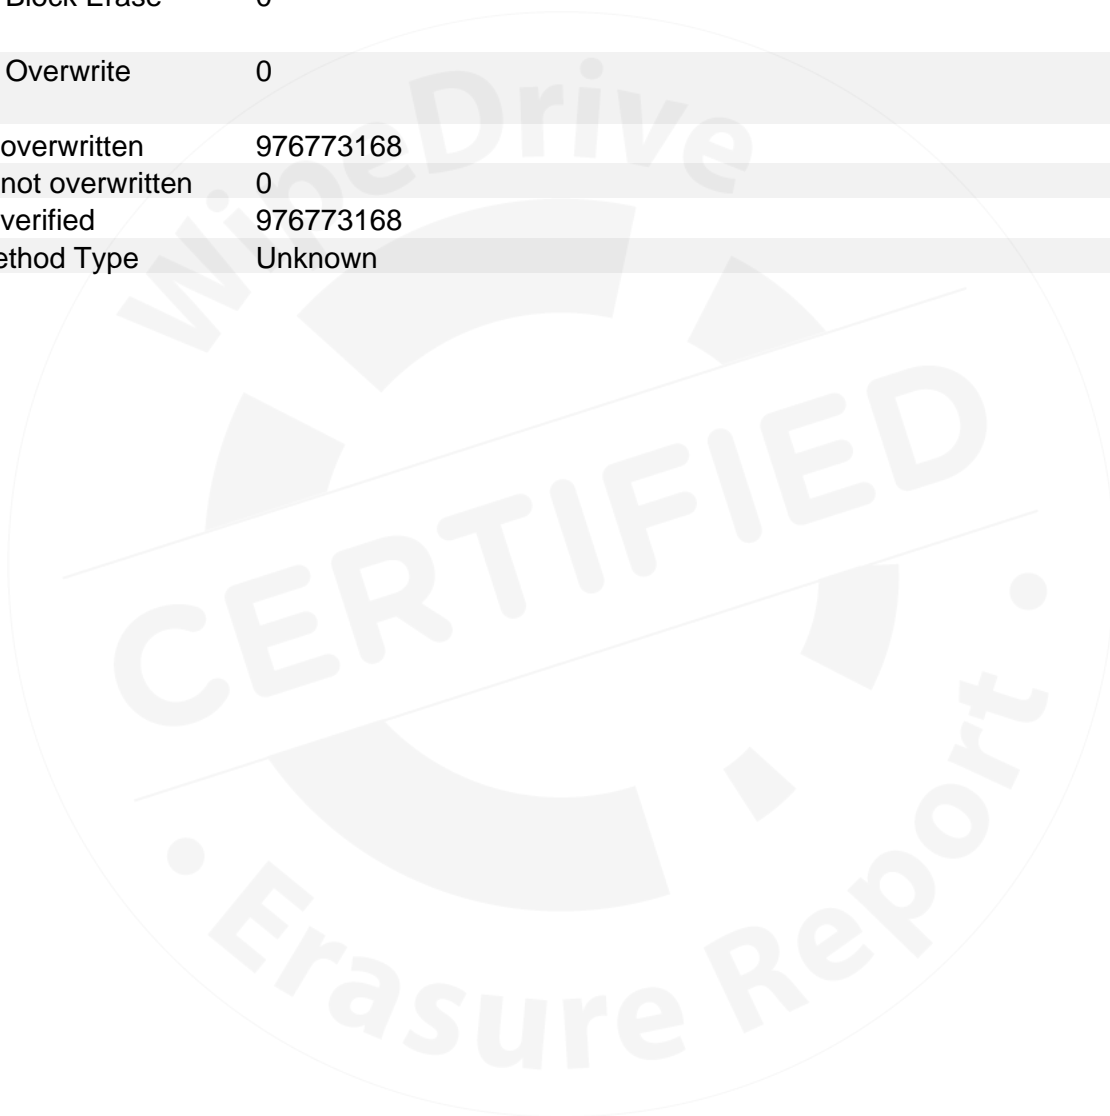 Block Erase 0
Overwrite 0
overwritten 976773168
not overwritten 0
verified 976773168
ethod Type Unknown
WipeDrive
CERTIFIED
Erasure Report